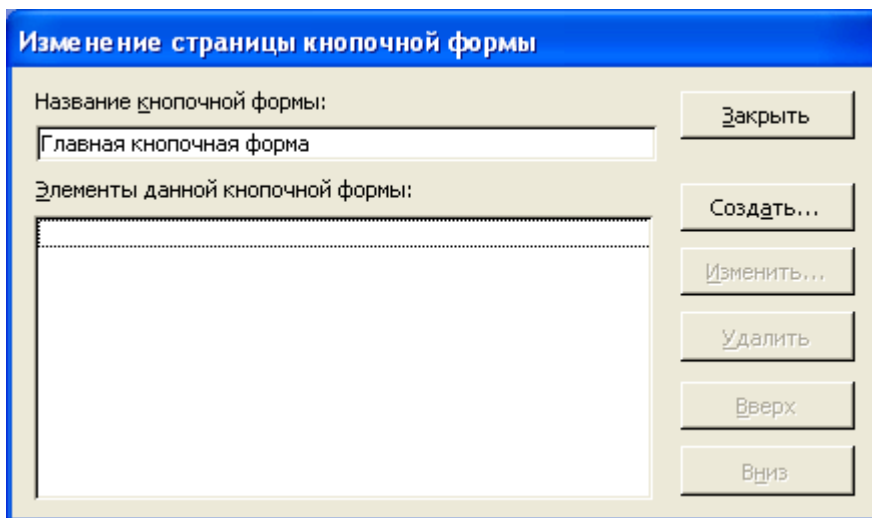 Изменение страницы кнопочной формы
Название кнопочной формы:
Закрыть
Главная кнопочная форма
Элементы данной кнопочной формы:
Создать...
Изменить...
Удалить
Вверх
Вниз